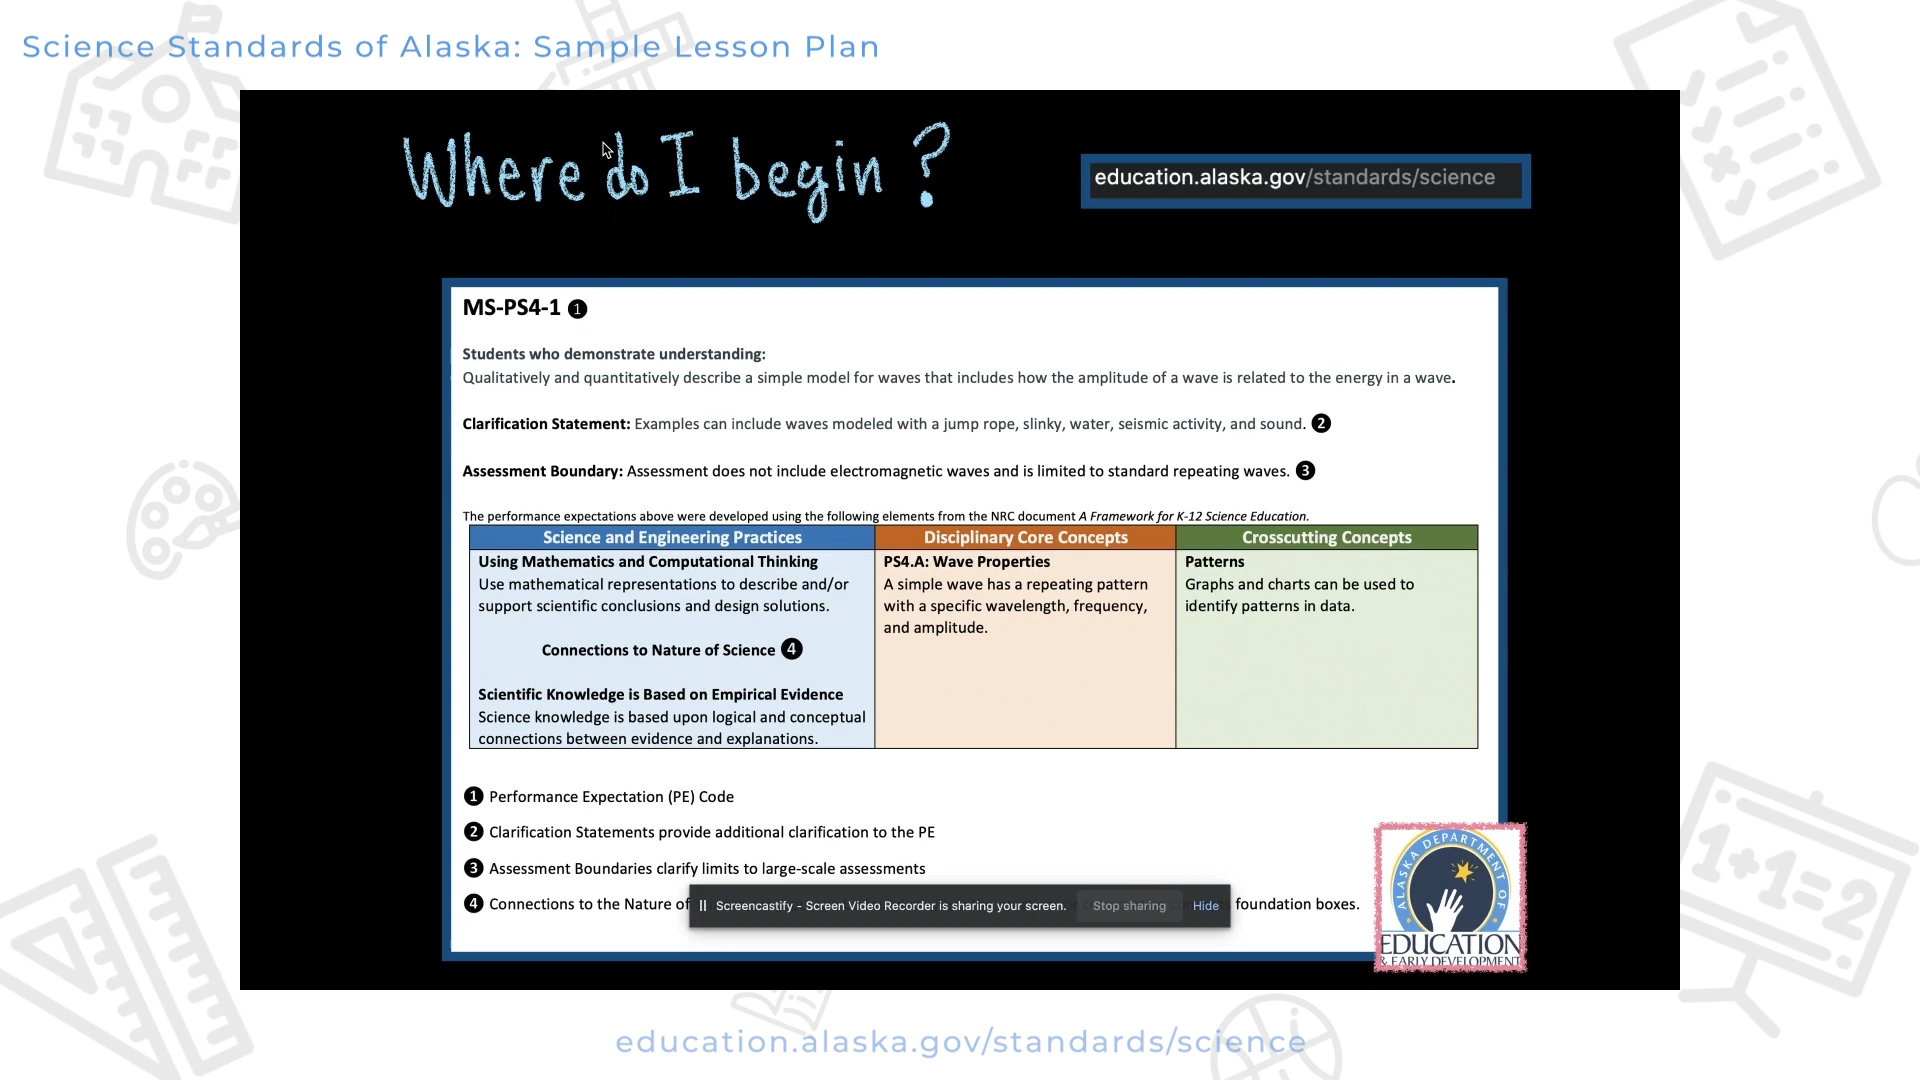 Science Standards of Alaska: Sample Lesson Plan
Where do I begin ?
education.alaska.gov/standards/science
MS-PS4-1 ❶
Students who demonstrate understanding:
Qualitatively and quantitatively describe a simple model for waves that includes how the amplitude of a wave is related to the energy in a wave.
Clarification Statement: Examples can include waves modeled with a jump rope, slinky, water, seismic activity, and sound. ❷
Assessment Boundary: Assessment does not include electromagnetic waves and is limited to standard repeating waves. ❸
The performance expectations above were developed using the following elements from the NRC document A Framework for K-12 Science Education.
Science and Engineering Practices
Using Mathematics and Computational Thinking
Use mathematical representations to describe and/or
support scientific conclusions and design solutions.
Connections to Nature of Science ❹
Scientific Knowledge is Based on Empirical Evidence
Science knowledge is based upon logical and conceptual
connections between evidence and explanations.
Disciplinary Core Concepts
PS4.A: Wave Properties
A simple wave has a repeating pattern
with a specific wavelength, frequency,
and amplitude.
Crosscutting Concepts
Patterns
Graphs and charts can be used to
identify patterns in data.
❶ Performance Expectation (PE) Code
❷ Clarification Statements provide additional clarification to the PE
❸ Assessment Boundaries clarify limits to large-scale assessments
❹ Connections to the Nature of foundation boxes.
Screencastify - Screen Video Recorder is sharing your screen. Stop sharing Hide
ALASKA DEPARTMENT OF
EDUCATION
& EARLY DEVELOPMENT
1+1=2
education.alaska.gov/standards/science